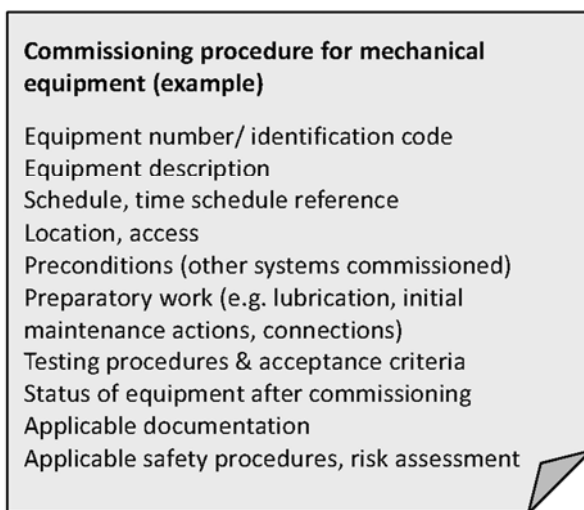 Commissioning procedure for mechanical
equipment (example)
Equipment number/ identification code
Equipment description
Schedule, time schedule reference
Location, access
Preconditions (other systems commissioned)
Preparatory work (e.g. lubrication, initial
maintenance actions, connections)
Testing procedures & acceptance criteria
Status of equipment after commissioning
Applicable documentation
Applicable safety procedures, risk assessment